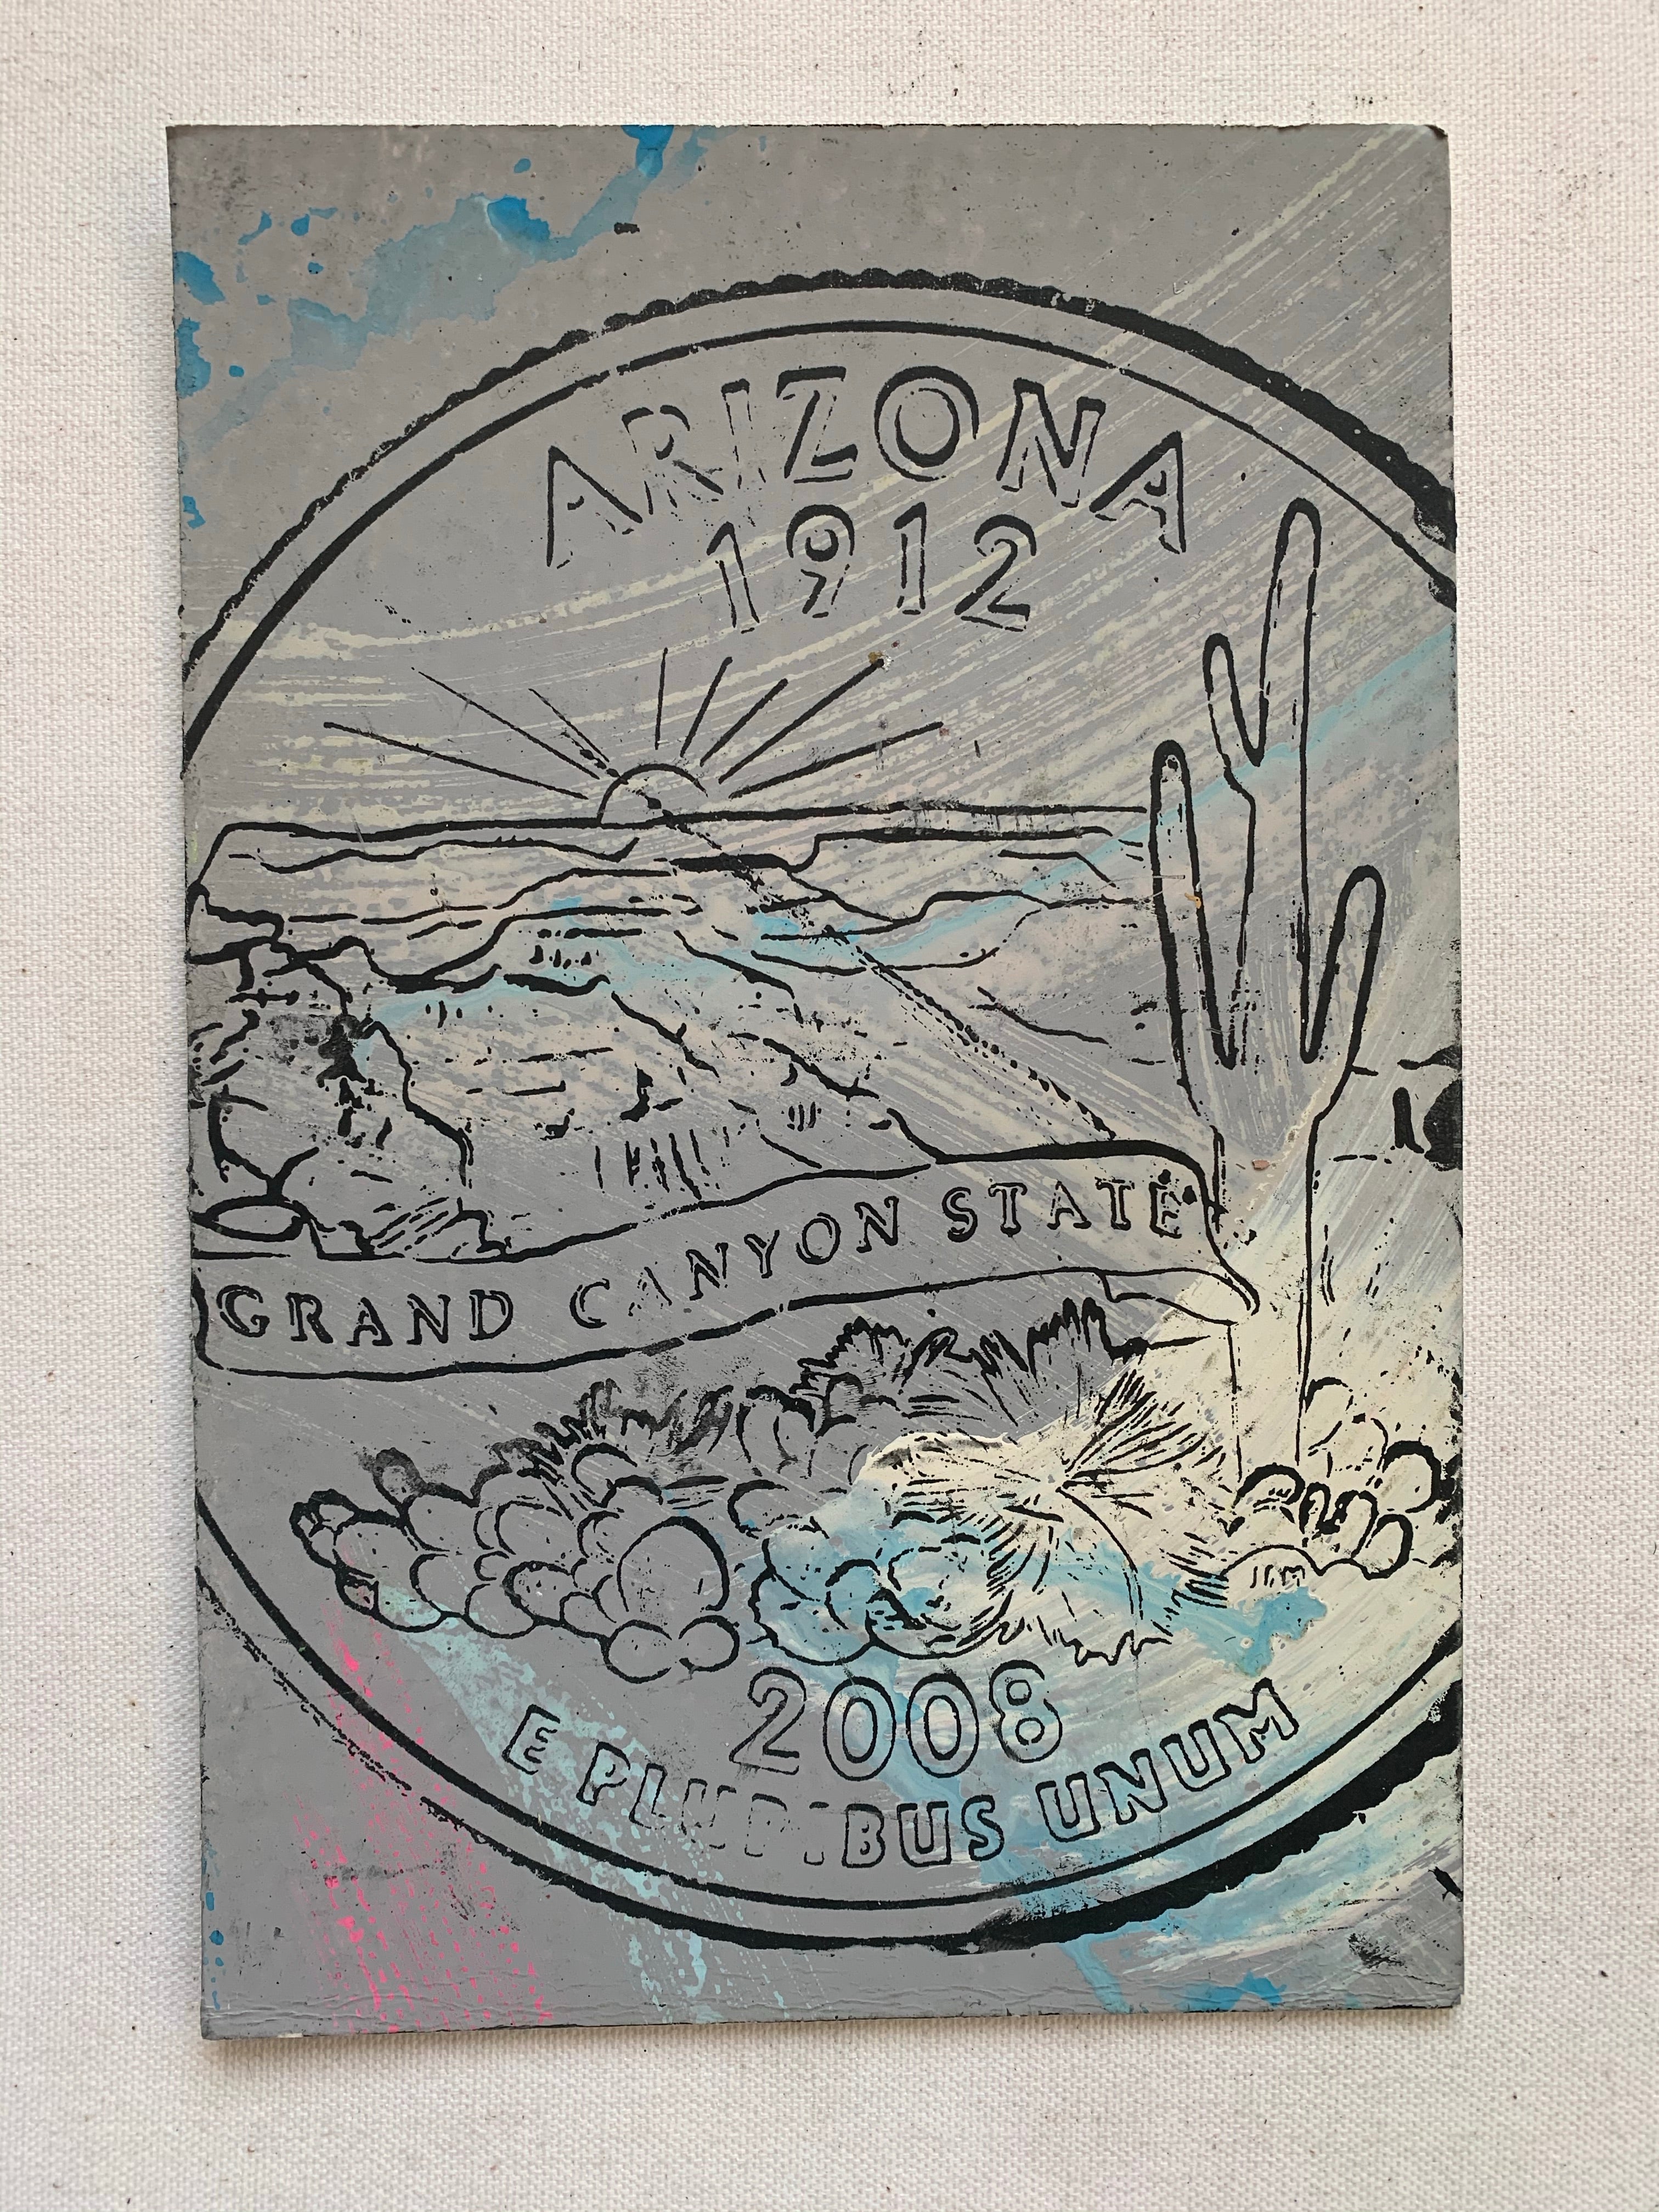 ARIZONA
1912
GRAND CANYON STATE
2008
E PLURIBUS UNUM